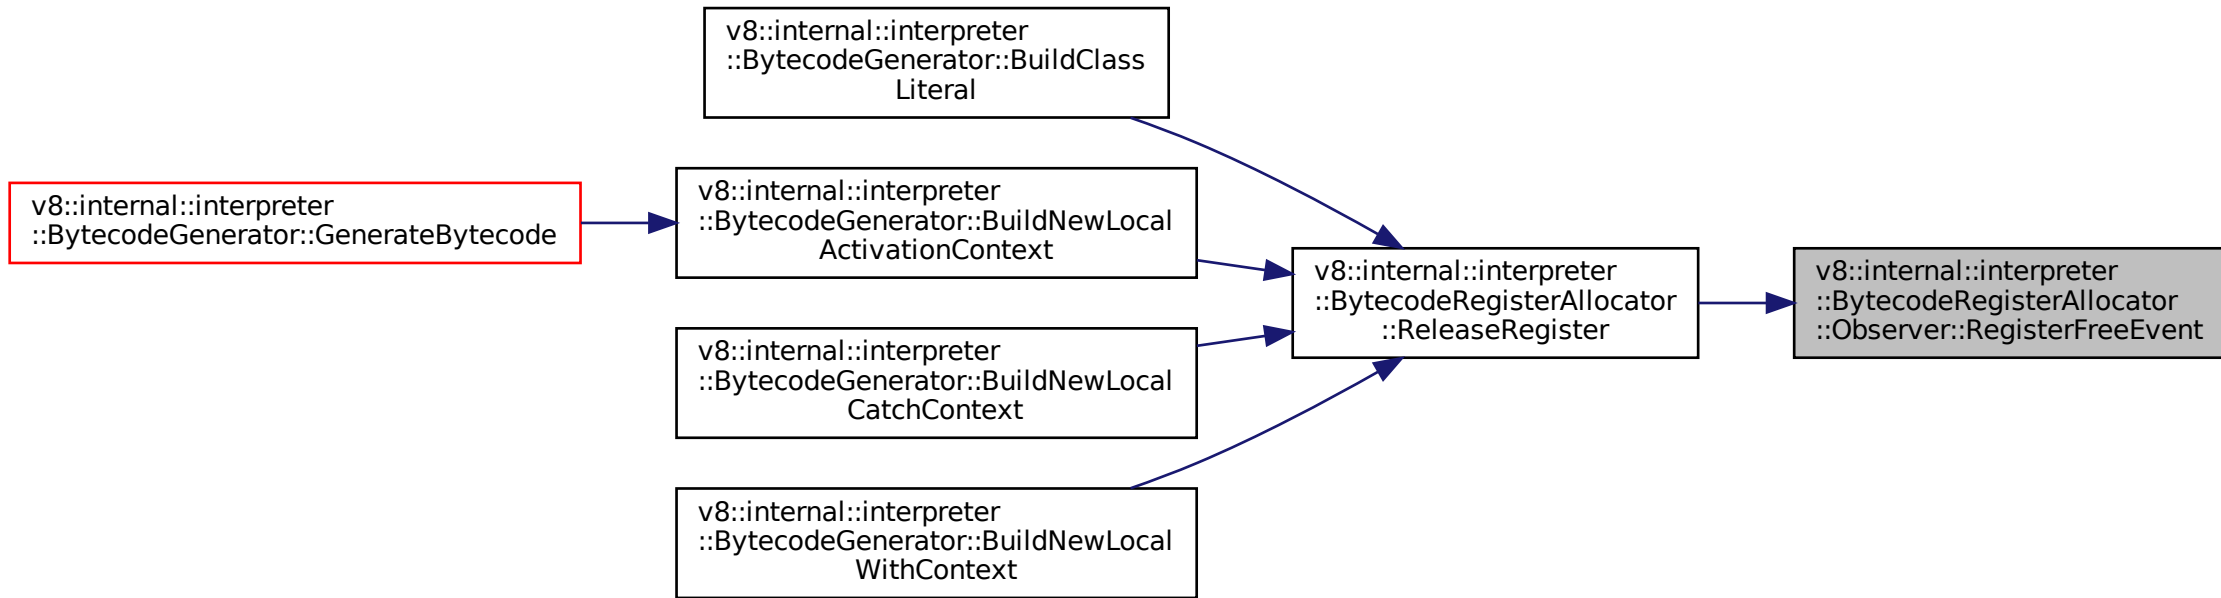 v8::internal::interpreter
::BytecodeGenerator::BuildClass
Literal
v8::internal::interpreter
::BytecodeGenerator::GenerateBytecode
v8::internal::interpreter
::BytecodeGenerator::BuildNewLocal
ActivationContext
v8::internal::interpreter
::BytecodeGenerator::BuildNewLocal
CatchContext
v8::internal::interpreter
::BytecodeGenerator::BuildNewLocal
WithContext
v8::internal::interpreter
::BytecodeRegisterAllocator
::ReleaseRegister
v8::internal::interpreter
::BytecodeRegisterAllocator
::Observer::RegisterFreeEvent